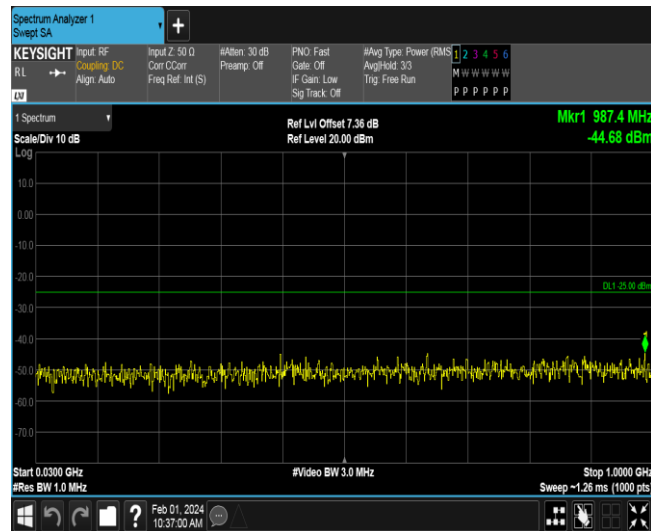 Spectrum Analyzer 1
Swept SA
+
KEYSIGHT
RL
LXI
Input: RF
Coupling: DC
Align: Auto
Input Z: 50 Ω
Corr CCorr
Freq Ref: Int (S)
#Atten: 30 dB
Preamp: Off
PNO: Fast
Gate: Off
IF Gain: Low
Sig Track: Off
#Avg Type: Power (RMS
Avg|Hold: 3/3
Trig: Free Run
1 2 3 4 5 6
M W W W W W
P P P P P P
1 Spectrum
Scale/Div 10 dB
Ref Lvl Offset 7.36 dB
Ref Level 20.00 dBm
Mkr1 987.4 MHz
-44.68 dBm
Log
10.0
0.00
-10.0
-20.0
DL1 -25.00 dBm
-30.0
-40.0
1
-50.0
-60.0
-70.0
Start 0.0300 GHz
#Video BW 3.0 MHz
Stop 1.0000 GHz
#Res BW 1.0 MHz
Sweep ~1.26 ms (1000 pts
?
Feb 01, 2024
10:37:00 AM